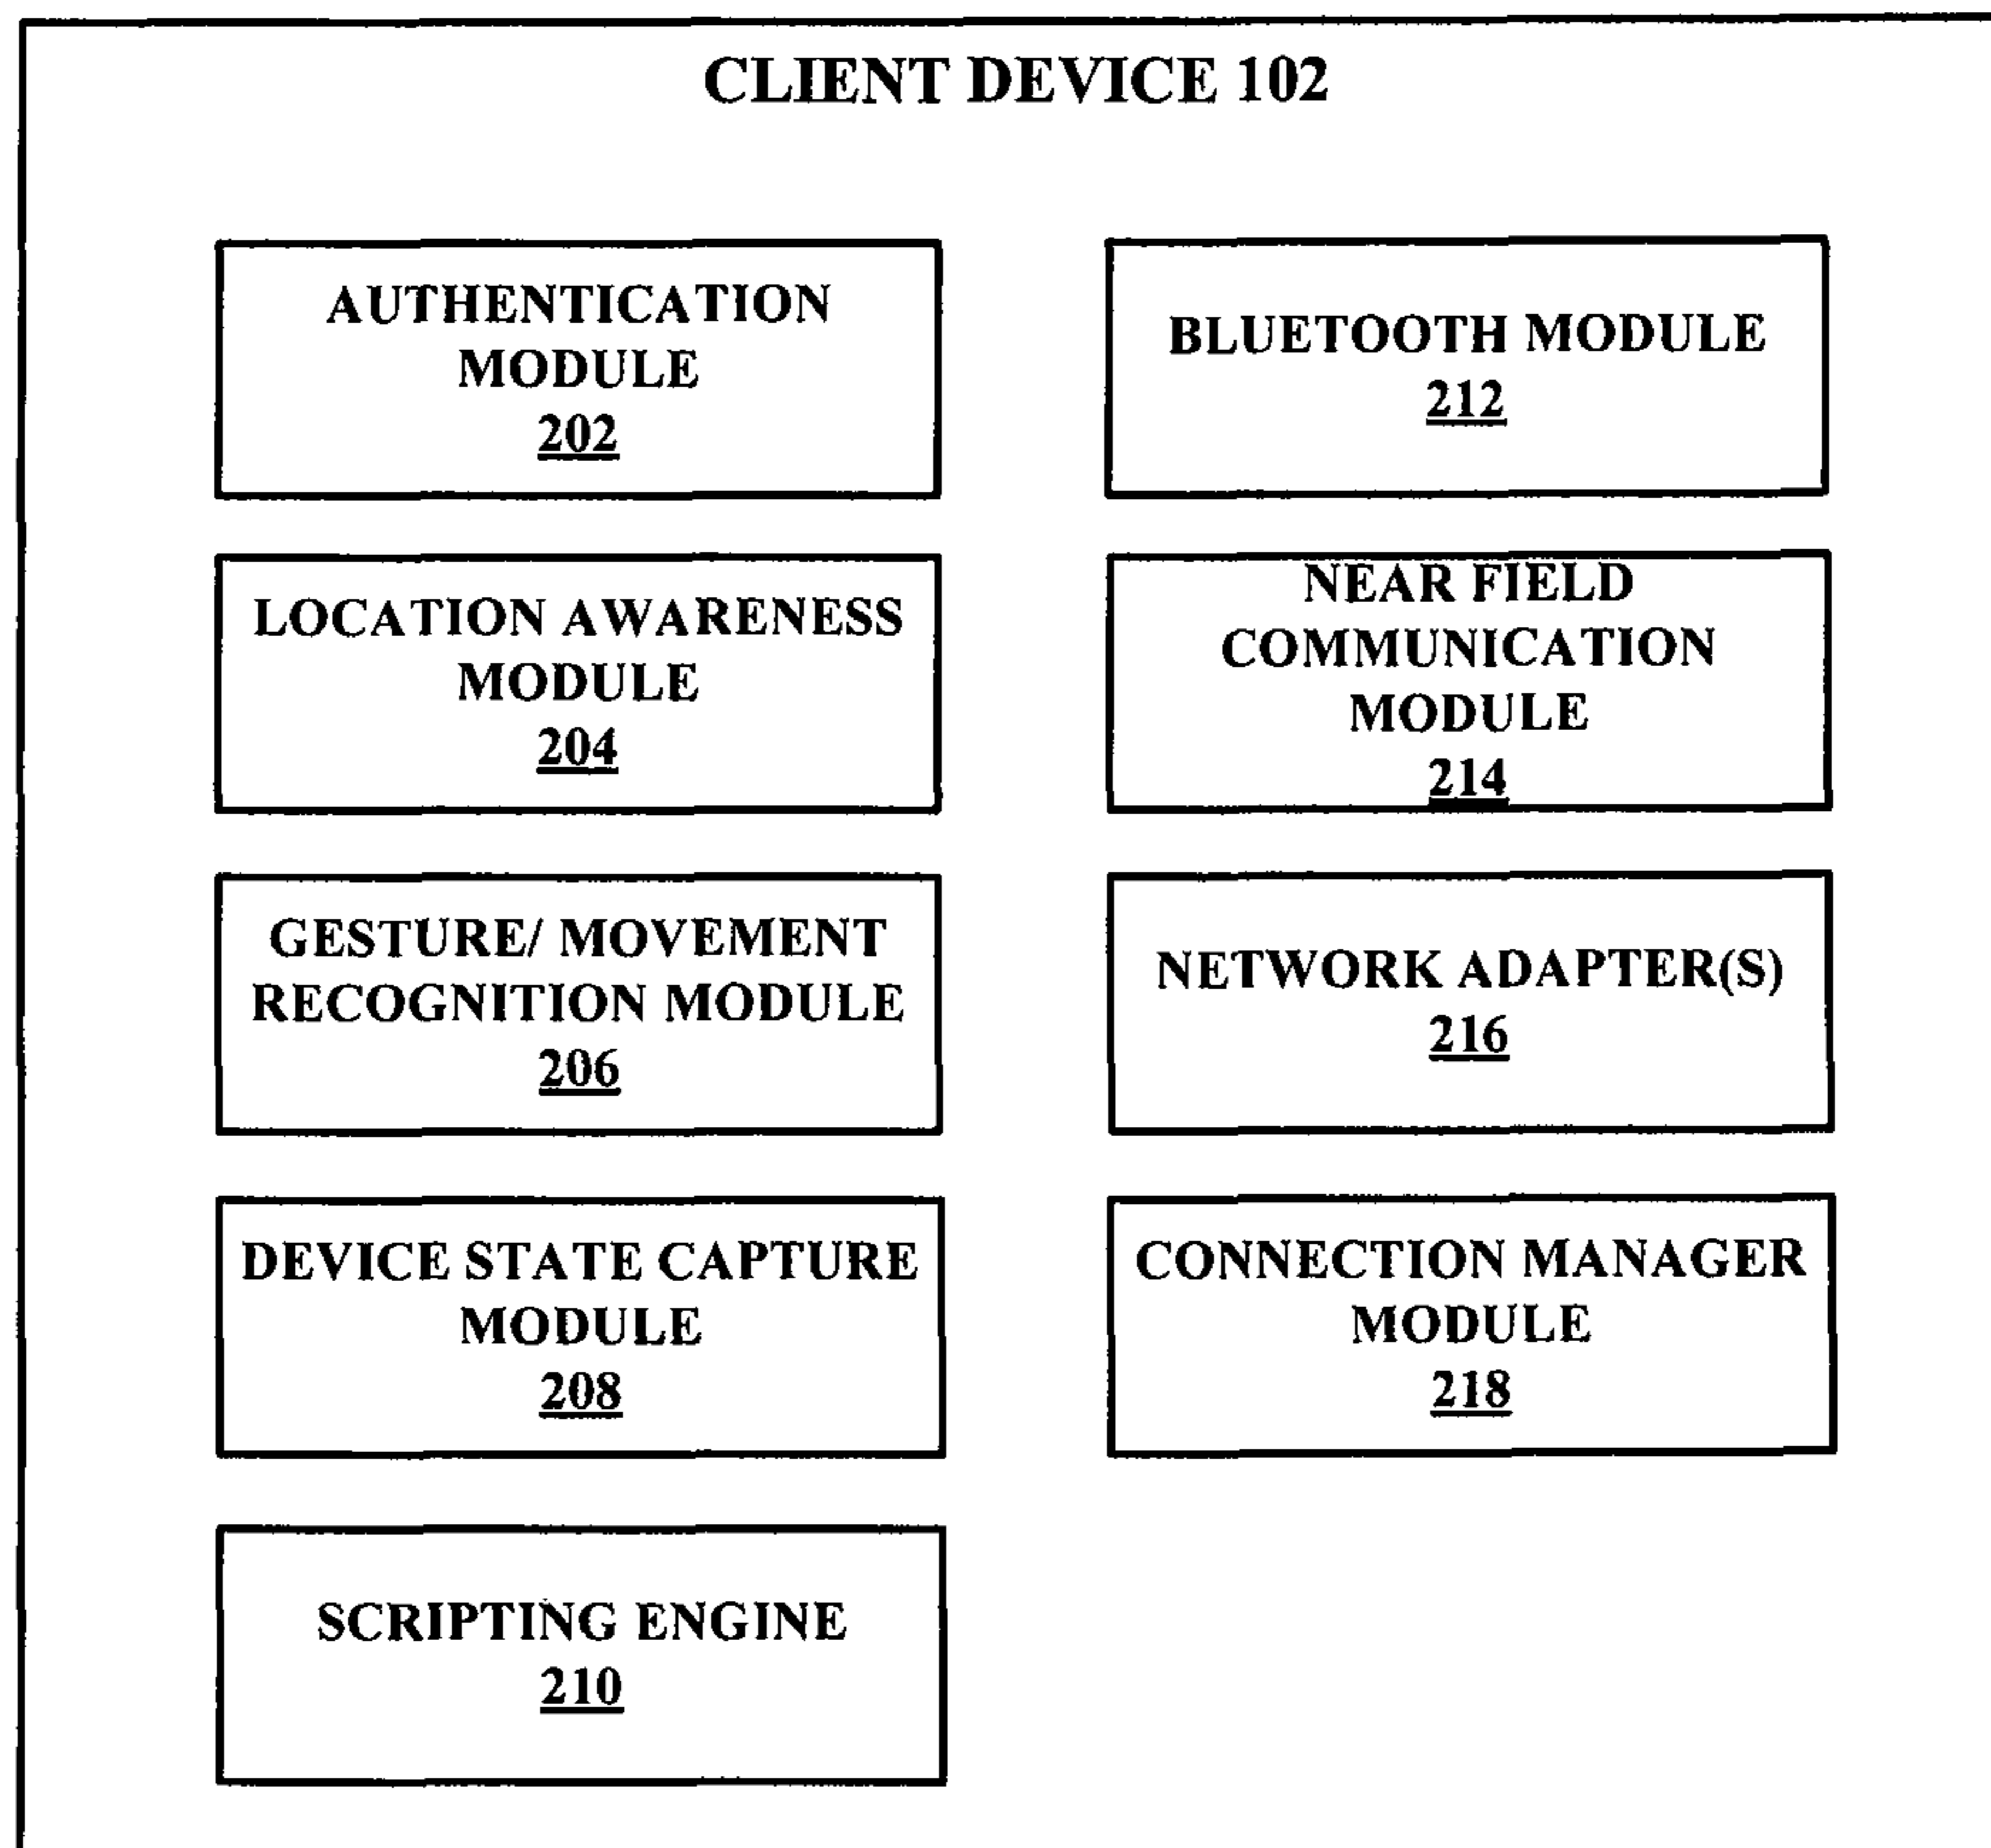 CLIENT DEVICE 102
AUTHENTICATION
MODULE
202
LOCATION AWARENESS
MODULE
204
GESTURE/ MOVEMENT
RECOGNITION MODULE
206
DEVICE STATE CAPTURE
MODULE
208
SCRIPTING ENGINE
210
BLUETOOTH MODULE
212
NEAR FIELD
COMMUNICATION
MODULE
214
NETWORK ADAPTER(S)
216
CONNECTION MANAGER
MODULE
218